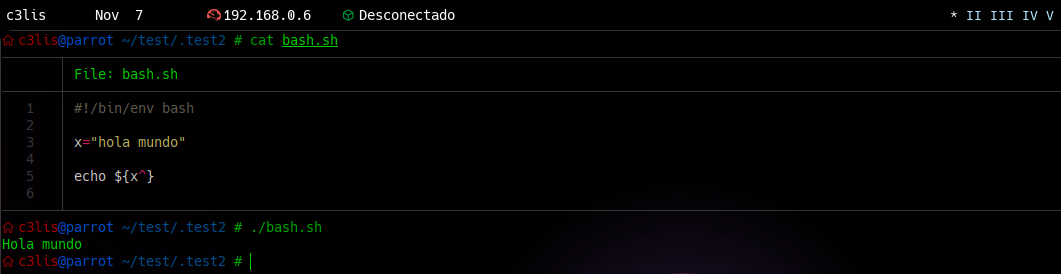 c3lis Nov 7 192.168.0.6 Desconectado * II III IV V
c3lis@parrot ~/test/.test2 # cat bash.sh
File: bash.sh
1 #!/bin/env bash
2
3 x="hola mundo"
4
5 echo ${x^}
6
c3lis@parrot ~/test/.test2 # ./bash.sh
Hola mundo
c3lis@parrot ~/test/.test2 #